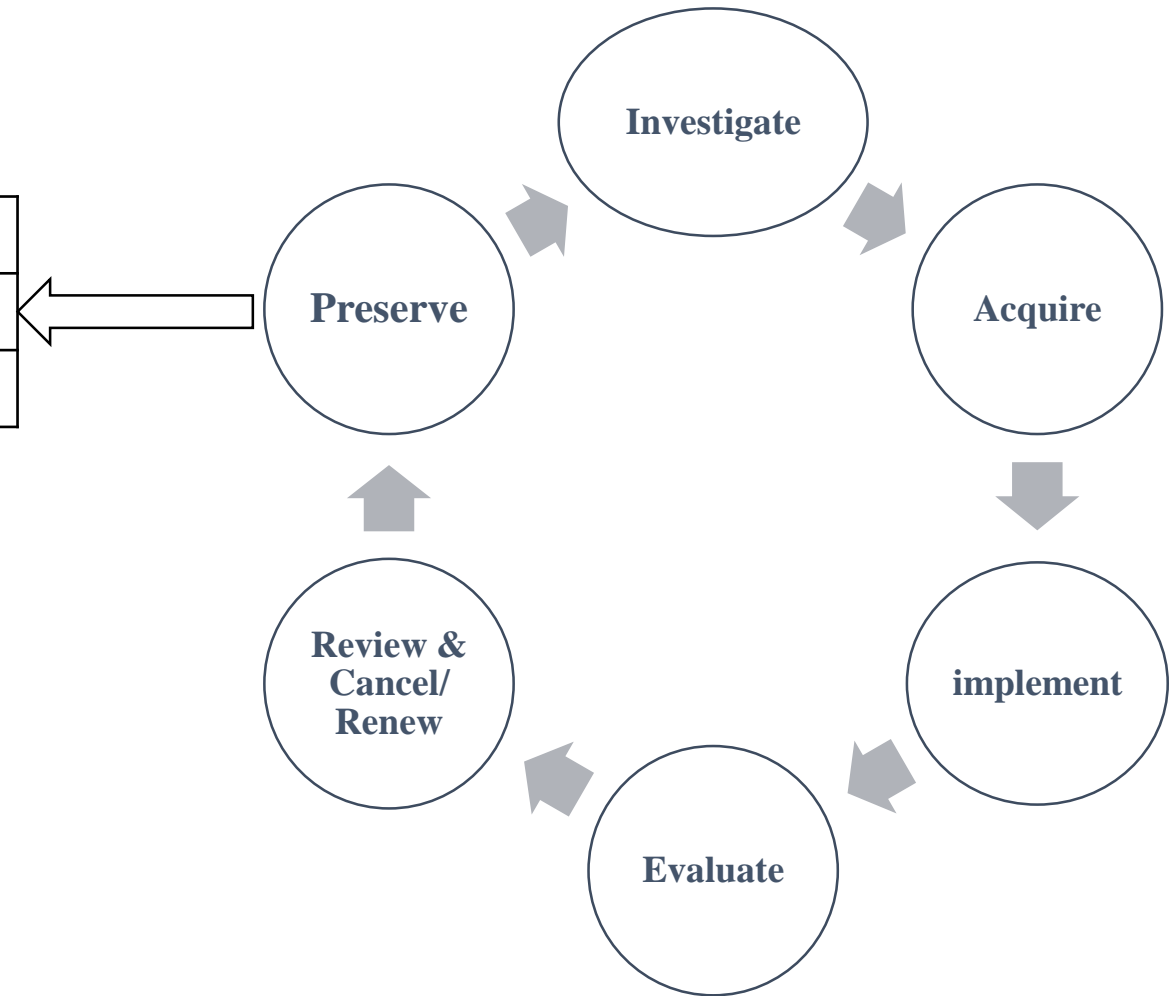 Investigate
Preserve
Acquire
Review &
Cancel/
Renew
implement
Evaluate